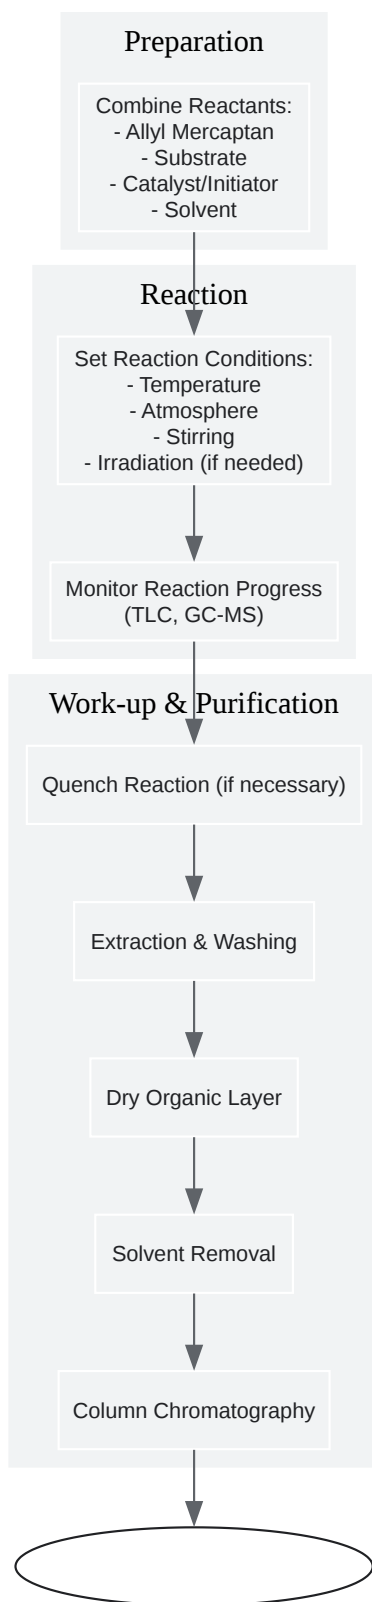 Preparation
Combine Reactants:
- Allyl Mercaptan
- Substrate
- Catalyst/Initiator
- Solvent
Reaction
Set Reaction Conditions:
- Temperature
- Atmosphere
- Stirring
- Irradiation (if needed)
Monitor Reaction Progress
(TLC, GC-MS)
Work-up & Purification
Quench Reaction (if necessary)
Extraction & Washing
Dry Organic Layer
Solvent Removal
Column Chromatography